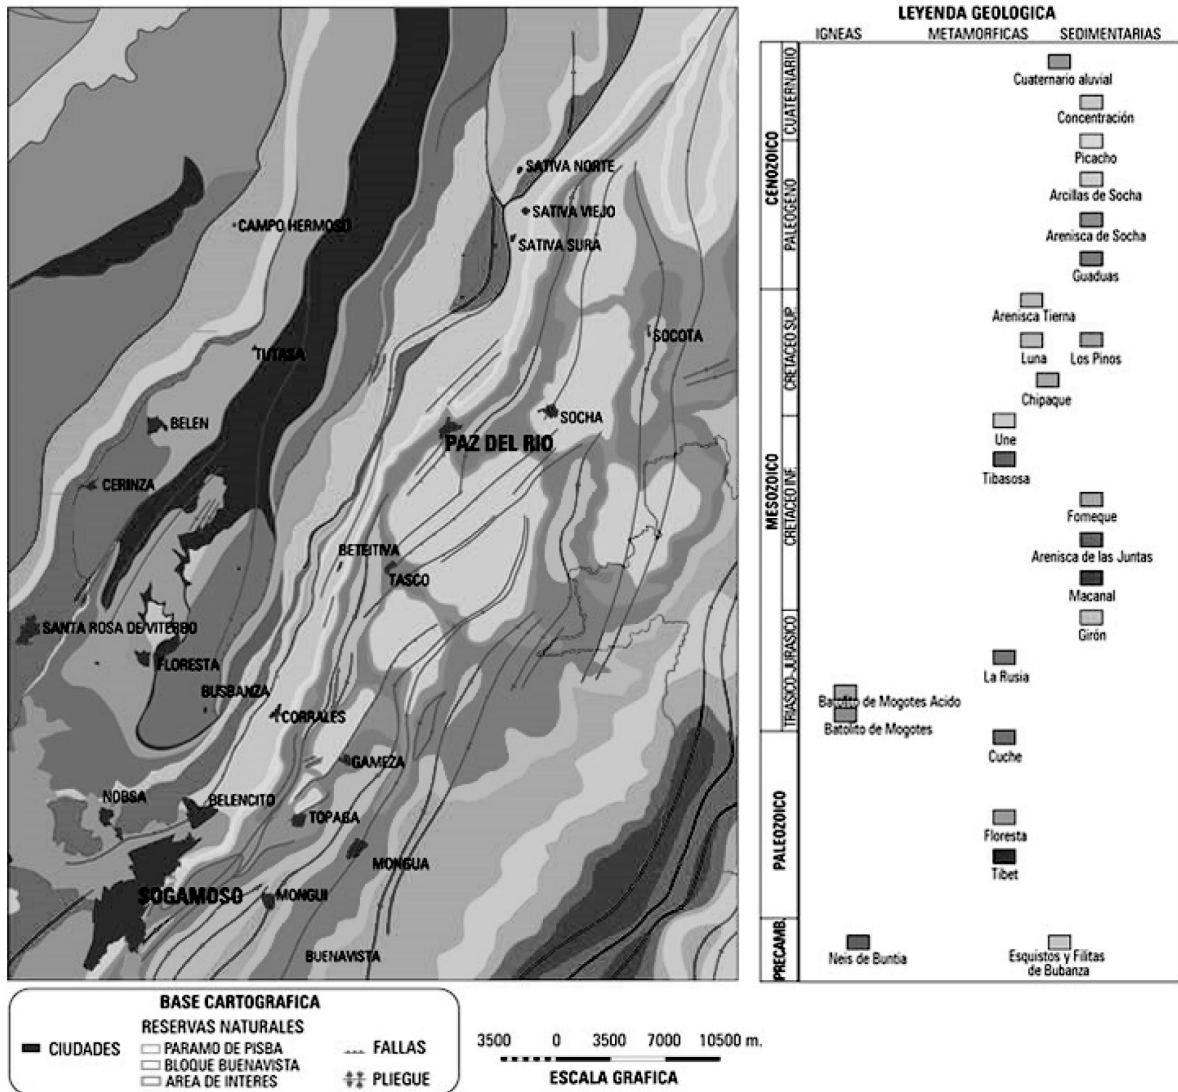 SATIVA NORTE
SATIVA VIEJO
CAMPO HERMOSO
SATIVA SURA
SOCOTA
TUTASA
BELEN
SOCHA
PAZ DEL RIO
CERINZA
BETEITIVA
TASCO
SANTA ROSA DE VITERBO
FLORESTA
BUSBANZA
CORRALES
GAMEZA
NOBSA
BELENCITO
TOPAGA
MONGUA
SOGAMOSO
MONGUI
BUENAVISTA
LEYENDA GEOLOGICA
IGNEAS
METAMORFICAS
SEDIMENTARIAS
CENOZOICO
CUATERNARIO
Cuaternario aluvial
Concentración
PALEOGENO
Picacho
Arcillas de Socha
Arenisca de Socha
Guaduas
MESOZOICO
CRETACEO SUP.
Arenisca Tierna
Luna
Los Pinos
Chipaque
CRETACEO INF.
Une
Tibasosa
Fomeque
Arenisca de las Juntas
Macanal
TRIASICO-JURASICO
Girón
La Rusia
Batolito de Mogotes Acido
Batolito de Mogotes
PALEOZOICO
Cuche
Floresta
Tibet
PRECAMB.
Neis de Buntia
Esquistos y Filitas
de Bubanza
BASE CARTOGRAFICA
RESERVAS NATURALES
CIUDADES
PARAMO DE PISBA
BLOQUE BUENAVISTA
AREA DE INTERES
FALLAS
PLIEGUE
3500 0 3500 7000 10500 m.
ESCALA GRAFICA